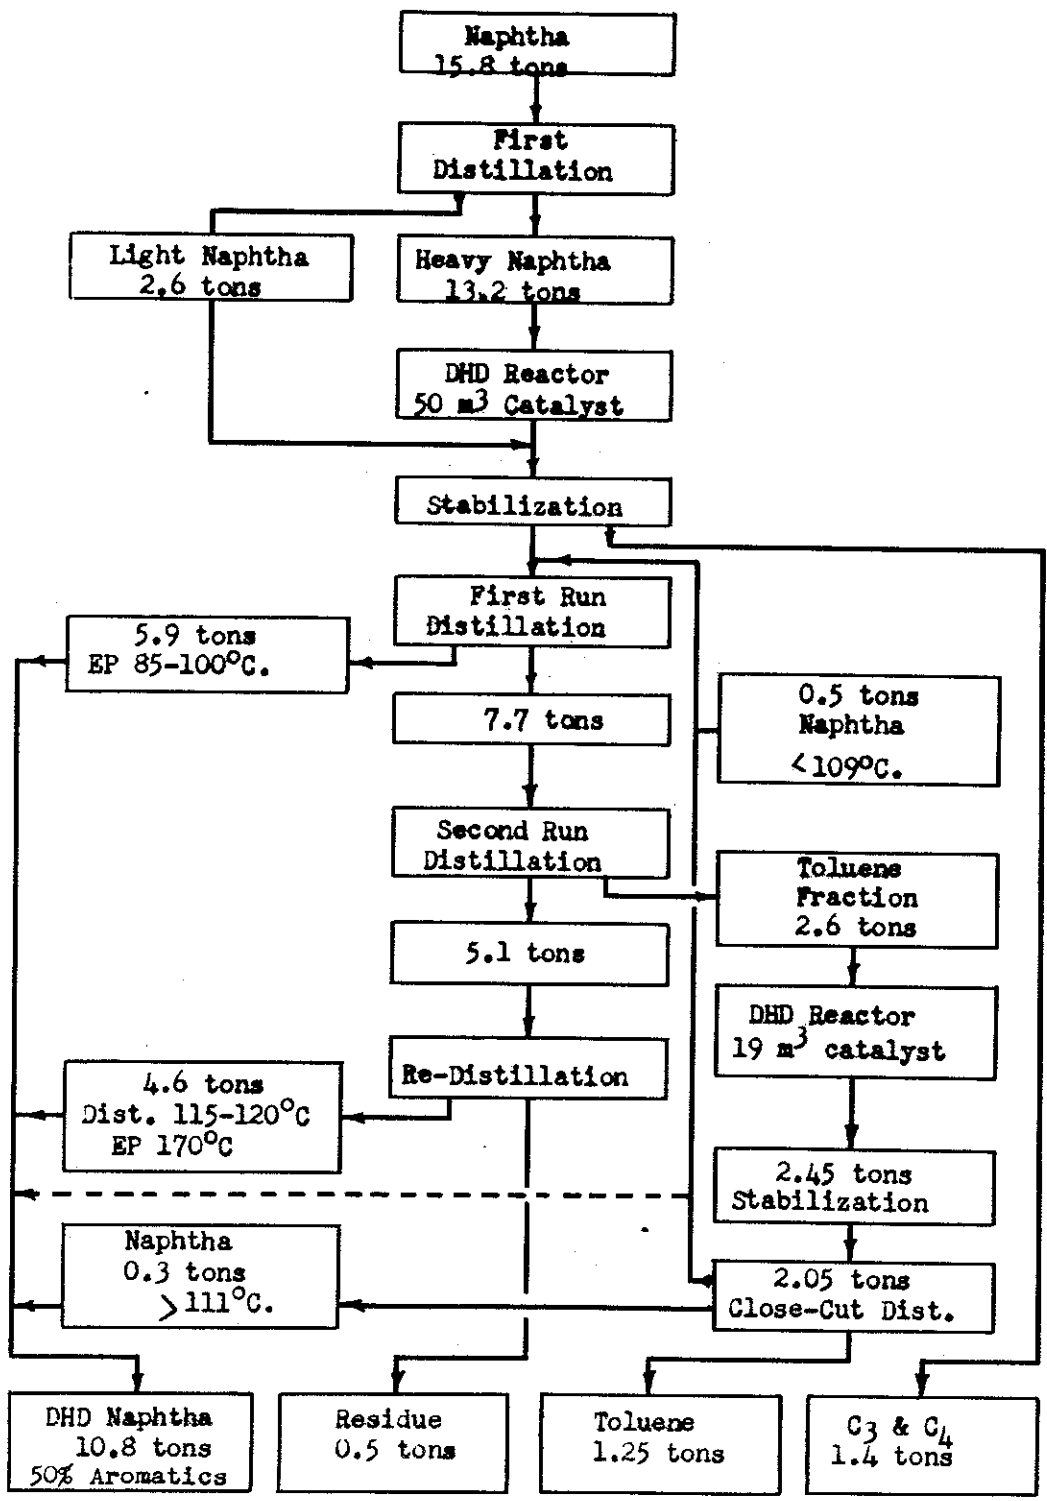 Naphtha
15.8 tons
First
Distillation
Light Naphtha
2.6 tons
Heavy Naphtha
13.2 tons
DHD Reactor
50 m³ Catalyst
Stabilization
First Run
Distillation
5.9 tons
EP 85-100°C.
7.7 tons
0.5 tons
Naphtha
<109°C.
Second Run
Distillation
Toluene
Fraction
2.6 tons
5.1 tons
DHD Reactor
19 m³ catalyst
Re-Distillation
4.6 tons
Dist. 115-120°C
EP 170°C
2.45 tons
Stabilization
Naphtha
0.3 tons
>111°C.
2.05 tons
Close-Cut Dist.
DHD Naphtha
10.8 tons
50% Aromatics
Residue
0.5 tons
Toluene
1.25 tons
C3 & C4
1.4 tons